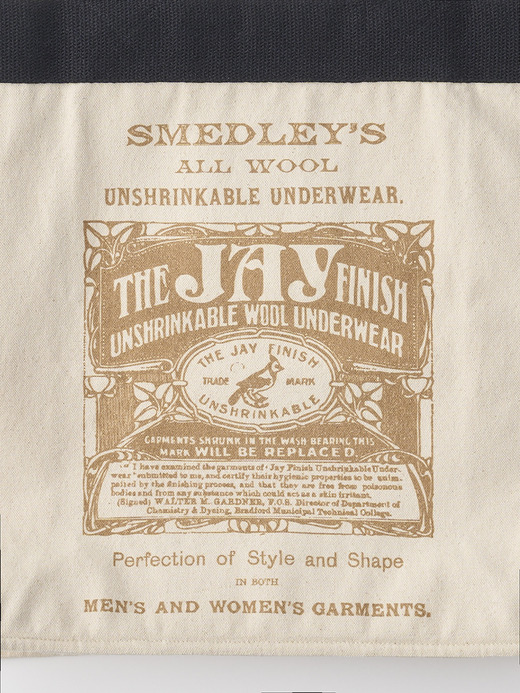 SMEDLEY'S
ALL WOOL
UNSHRINKABLE UNDERWEAR.
THE JAY FINISH
UNSHRINKABLE WOOL UNDERWEAR
THE JAY FINISH
TRADE MARK
UNSHRINKABLE
GARMENTS SHRUNK IN THE WASH BEARING THIS
MARK WILL BE REPLACED.
"I have examined the garments of 'Jay Finish Unshrinkable Under-
wear' submitted to me, and certify their hygienic properties to be unim-
paired by the finishing process, and that they are free from poisonous
bodies and from any substance which could act as a skin irritant.
(Signed) WALTER M. GARDNER, F.C.S. Director of Department of
Chemistry & Dyeing, Bradford Municipal Technical College.
Perfection of Style and Shape
IN BOTH
MEN'S AND WOMEN'S GARMENTS.